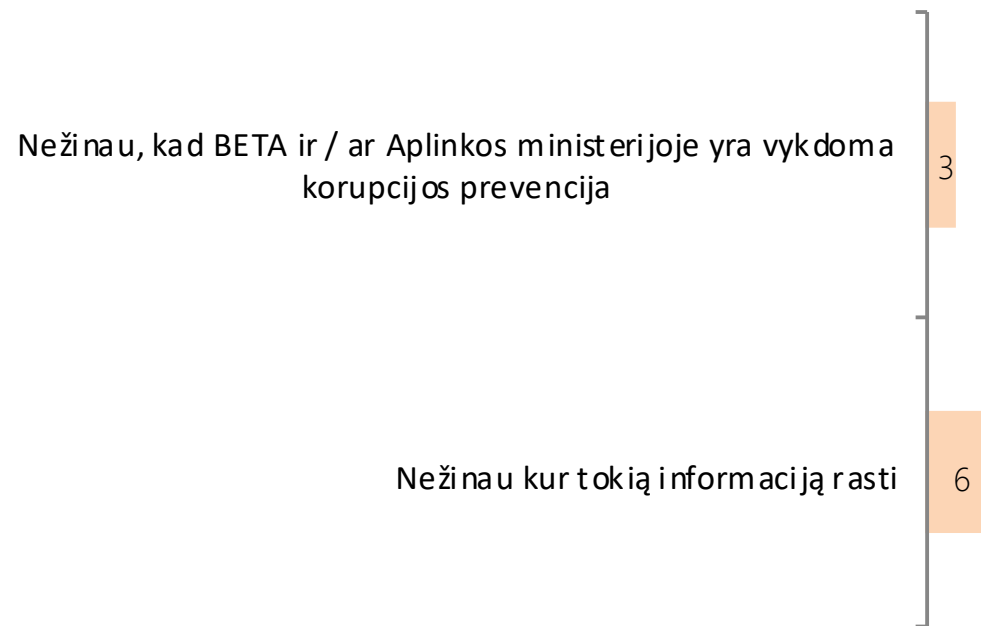 Nežinau, kad BETA ir / ar Aplinkos ministerijoje yra vykdoma
korupcijos prevencija
3
Nežinau kur tokią informaciją rasti
6